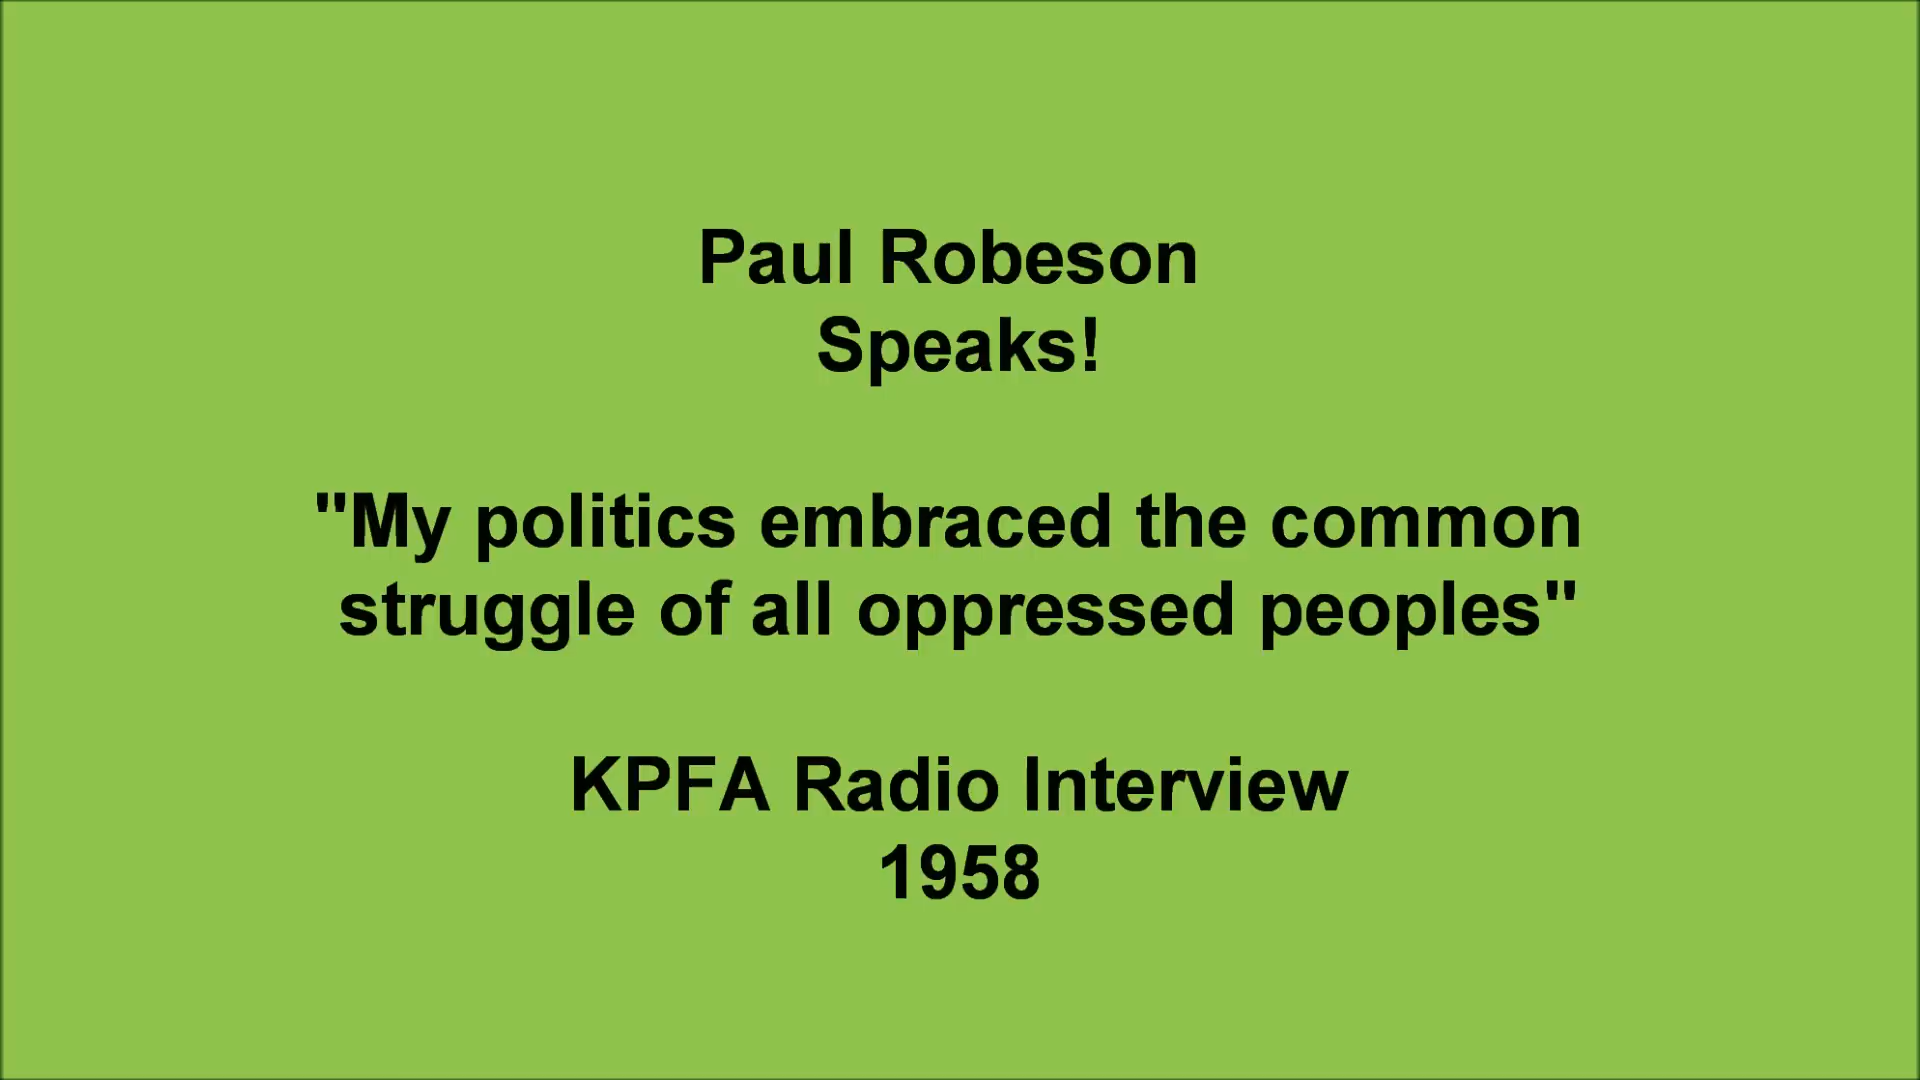 Paul Robeson
Speaks!
"My politics embraced the common
struggle of all oppressed peoples"
KPFA Radio Interview
1958